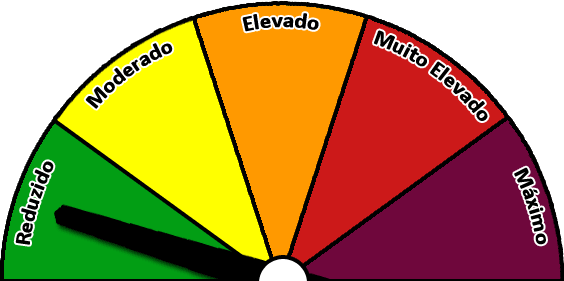 Reduzido
Moderado
Elevado
Muito Elevado
Máximo